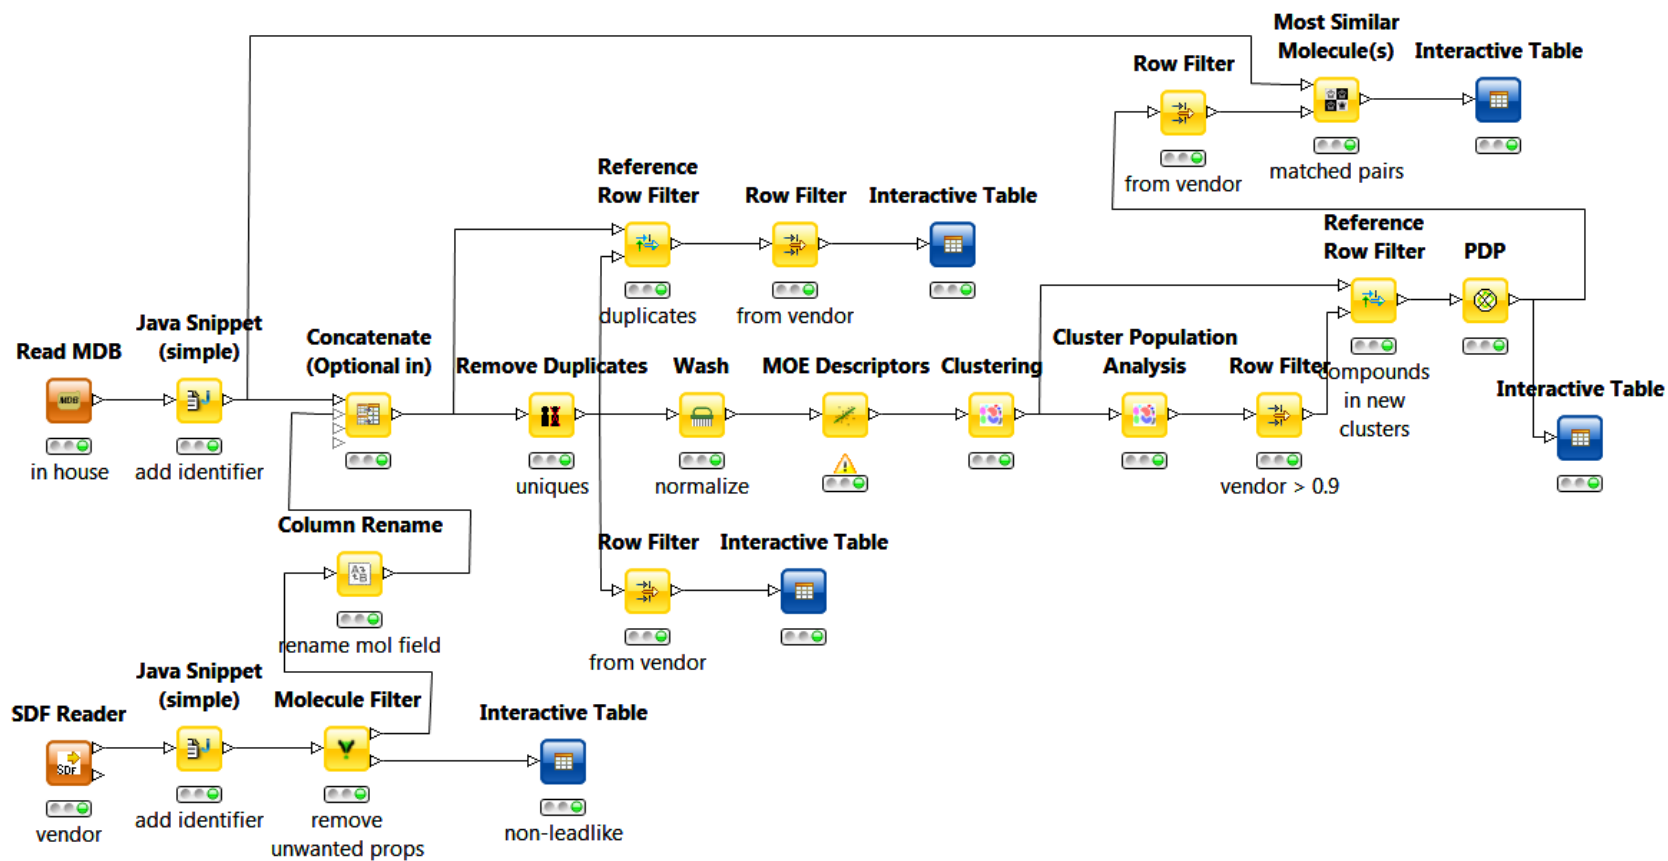 Most Similar
Molecule(s)
Interactive Table
Row Filter
from vendor
matched pairs
Reference
Row Filter
Row Filter
Interactive Table
duplicates
from vendor
Reference
Row Filter
PDP
compounds
in new
clusters
Interactive Table
Read MDB
MDB
in house
Java Snippet
(simple)
add identifier
Concatenate
(Optional in)
Remove Duplicates
uniques
Wash
normalize
MOE Descriptors
Clustering
Cluster Population
Analysis
Row Filter
vendor > 0.9
Column Rename
rename mol field
Row Filter
Interactive Table
from vendor
SDF Reader
SDF
vendor
Java Snippet
(simple)
add identifier
Molecule Filter
remove
unwanted props
Interactive Table
non-leadlike